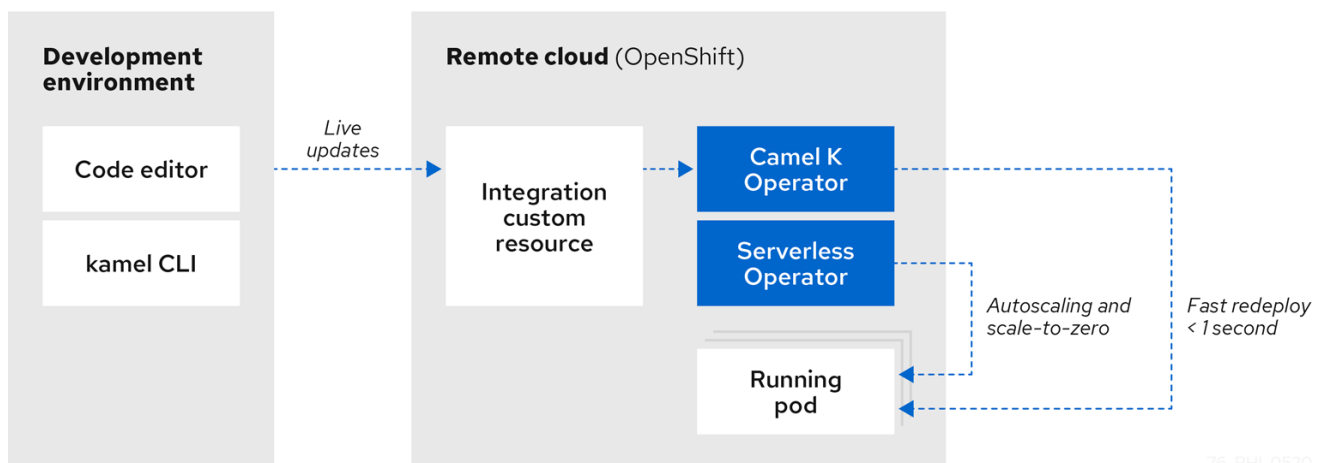 Development
environment
Code editor
kamel CLI
Live
updates
Remote cloud (OpenShift)
Integration
custom
resource
Camel K
Operator
Serverless
Operator
Running
pod
Autoscaling and
scale-to-zero
Fast redeploy
< 1 second